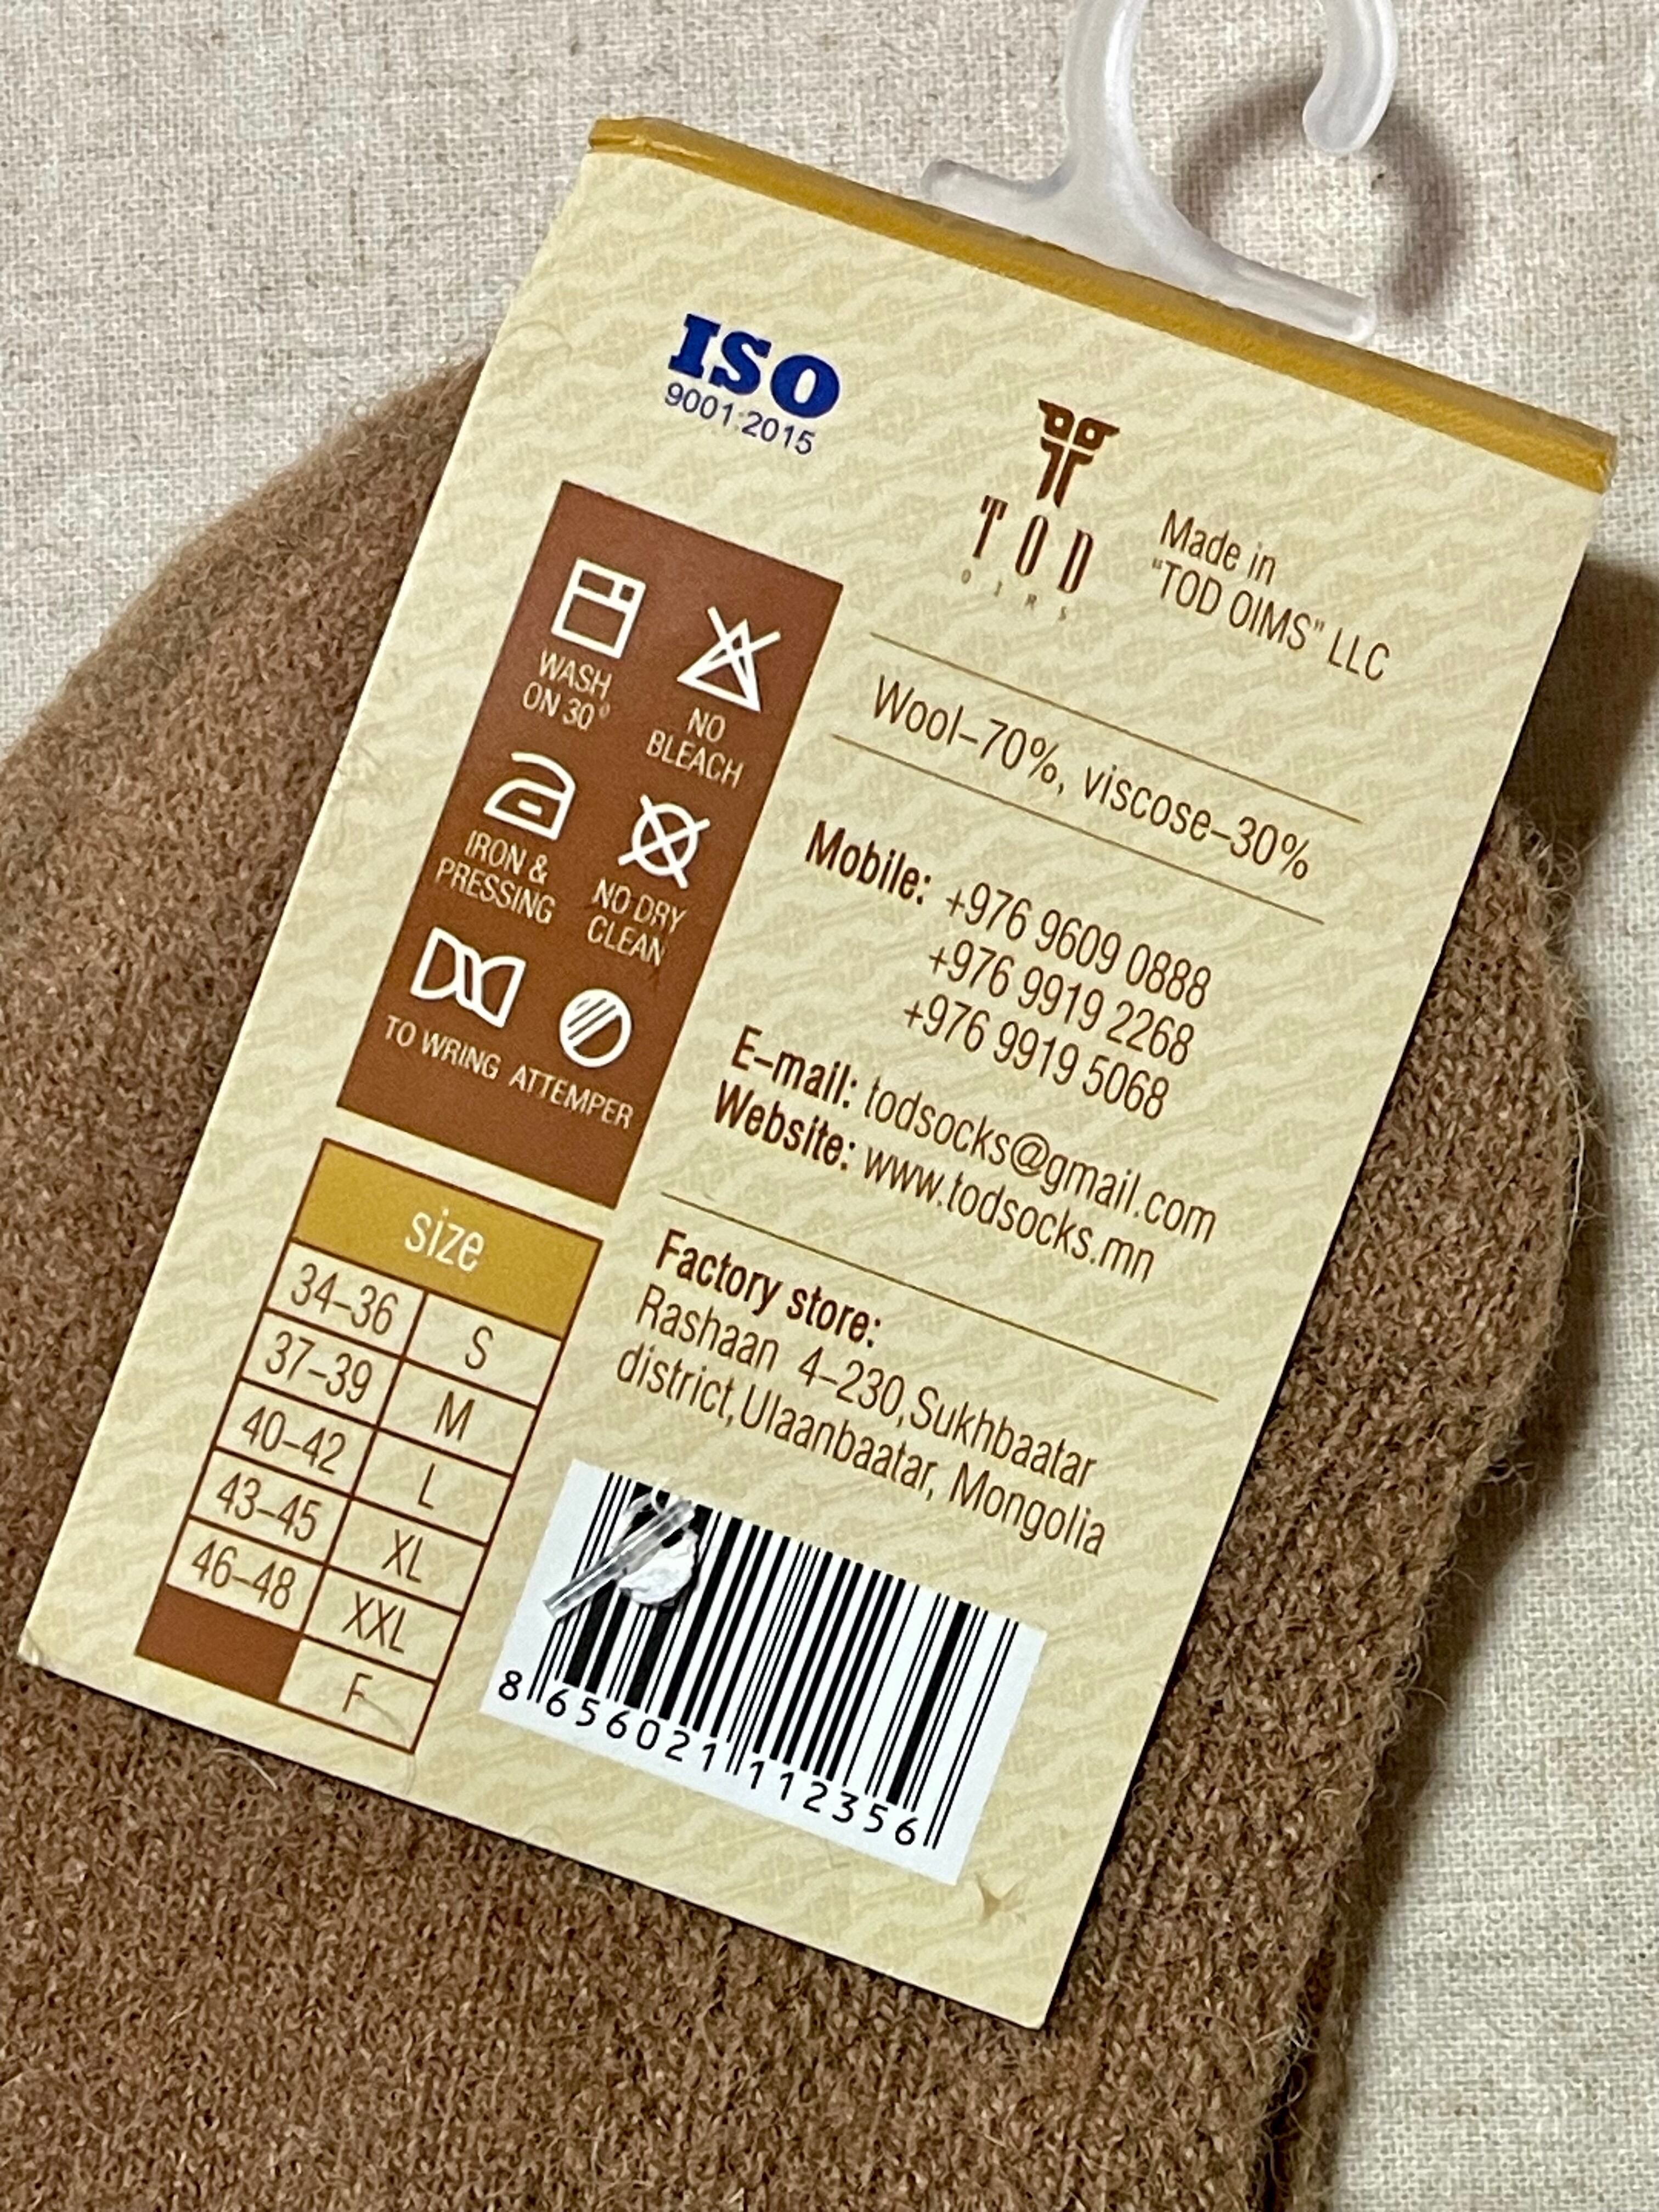 ISO
9001:2015
TOD
OIMS
Made in
"TOD OIMS" LLC
WASH
ON 30°
NO
BLEACH
IRON &
PRESSING
NO DRY
CLEAN
TO WRING
ATTEMPER
Wool–70%, viscose–30%
Mobile: +976 9609 0888
+976 9919 2268
+976 9919 5068
E–mail: todsocks@gmail.com
Website: www.todsocks.mn
Factory store:
Rashaan 4–230,Sukhbaatar
district,Ulaanbaatar, Mongolia
size
34–36 S
37–39 M
40–42 L
43–45 XL
46–48 XXL
F
8 656021 112356